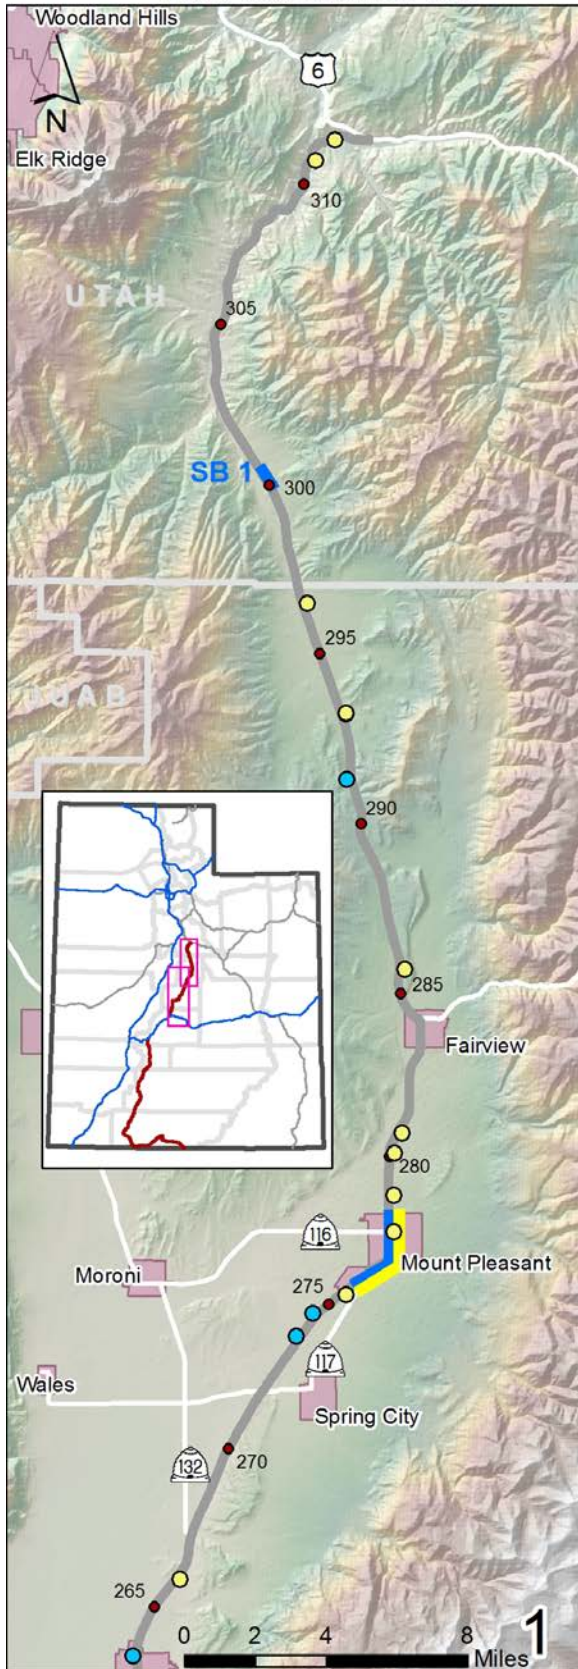 Woodland Hills
6
N
Elk Ridge
310
UTAH
305
SB 1
300
295
JUAB
290
285
Fairview
280
116
Mount Pleasant
Moroni
275
117
Wales
Spring City
132
270
265
1
0 2 4 8
Miles